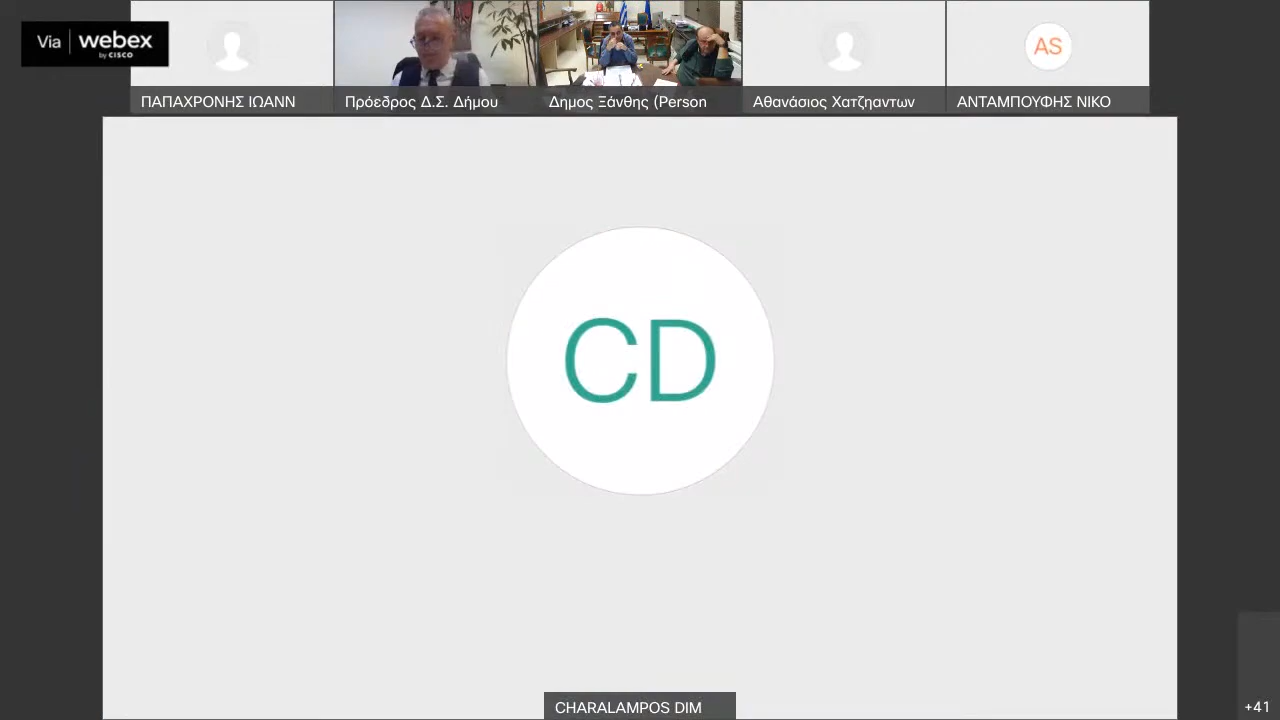 Via webex
by CISCO
AS
ΠΑΠΑΧΡΟΝΗΣ ΙΩΑΝΝ
Πρόεδρος Δ.Σ. Δήμου
Δημος Ξάνθης (Person
Αθανάσιος Χατζηαντων
ΑΝΤΑΜΠΟΥΦΗΣ ΝΙΚΟ
CD
CHARALAMPOS DIM
+41